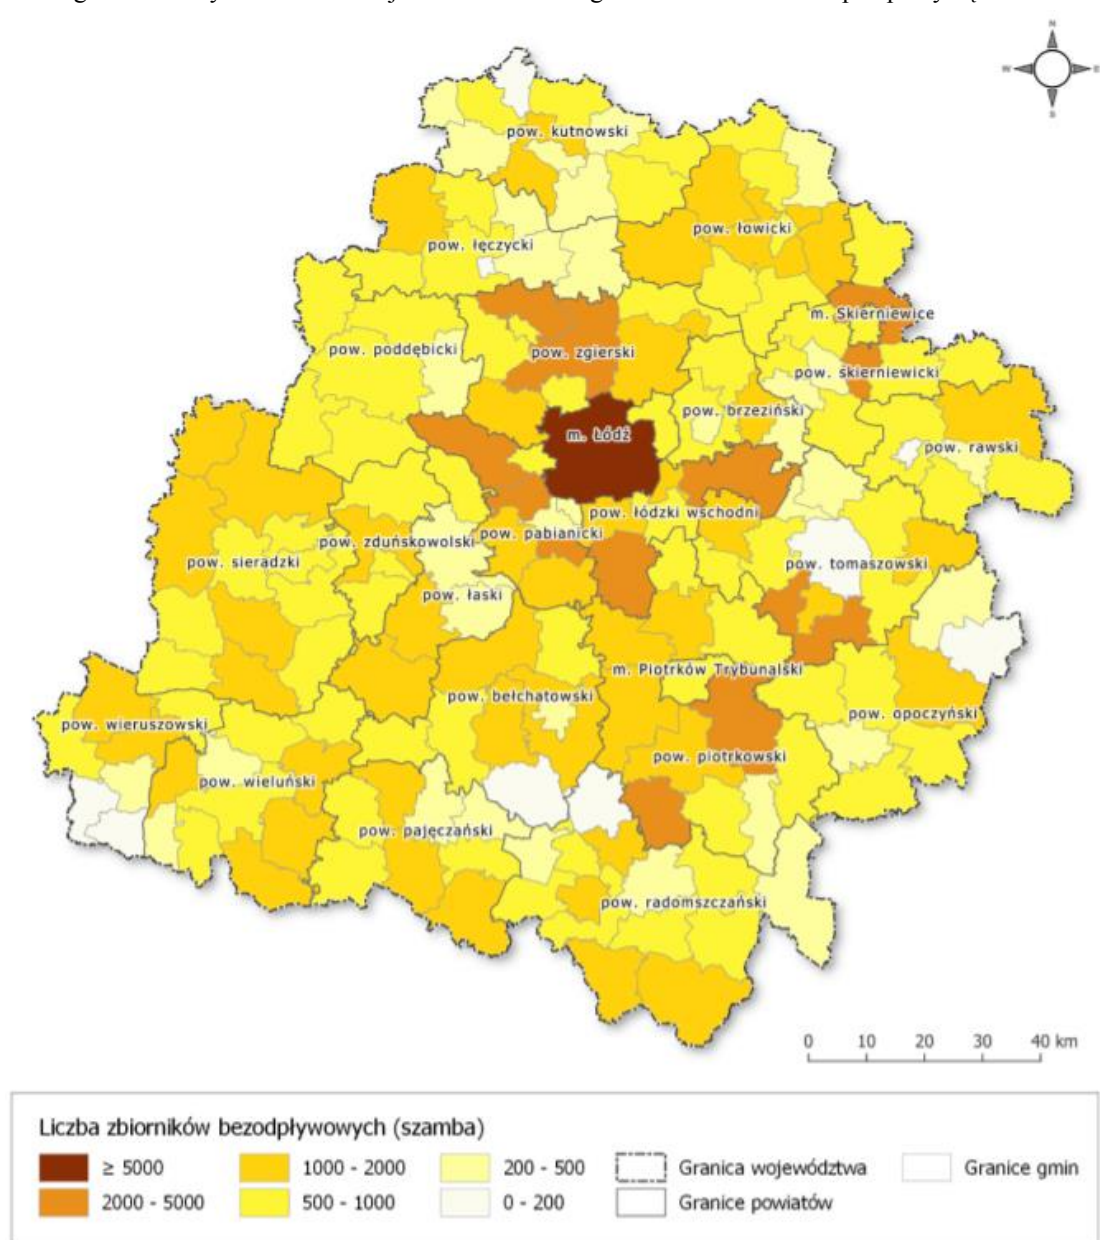 N
W E
S
pow. kutnowski
pow. łowicki
pow. łęczycki
m. Skierniewice
pow. poddębicki
pow. zgierski
pow. skierniewicki
pow. brzeziński
m. Łódź
pow. rawski
pow. łódzki wschodni
pow. zduńskowolski
pow. pabianicki
pow. sieradzki
pow. tomaszowski
pow. łaski
m. Piotrków Trybunalski
pow. bełchatowski
pow. opoczyński
pow. wieruszowski
pow. piotrkowski
pow. wieluński
pow. pajęczański
pow. radomszczański
0 10 20 30 40 km
Liczba zbiorników bezodpływowych (szamba)
≥ 5000 1000 - 2000 200 - 500 Granica województwa Granice gmin
2000 - 5000 500 - 1000 0 - 200 Granice powiatów